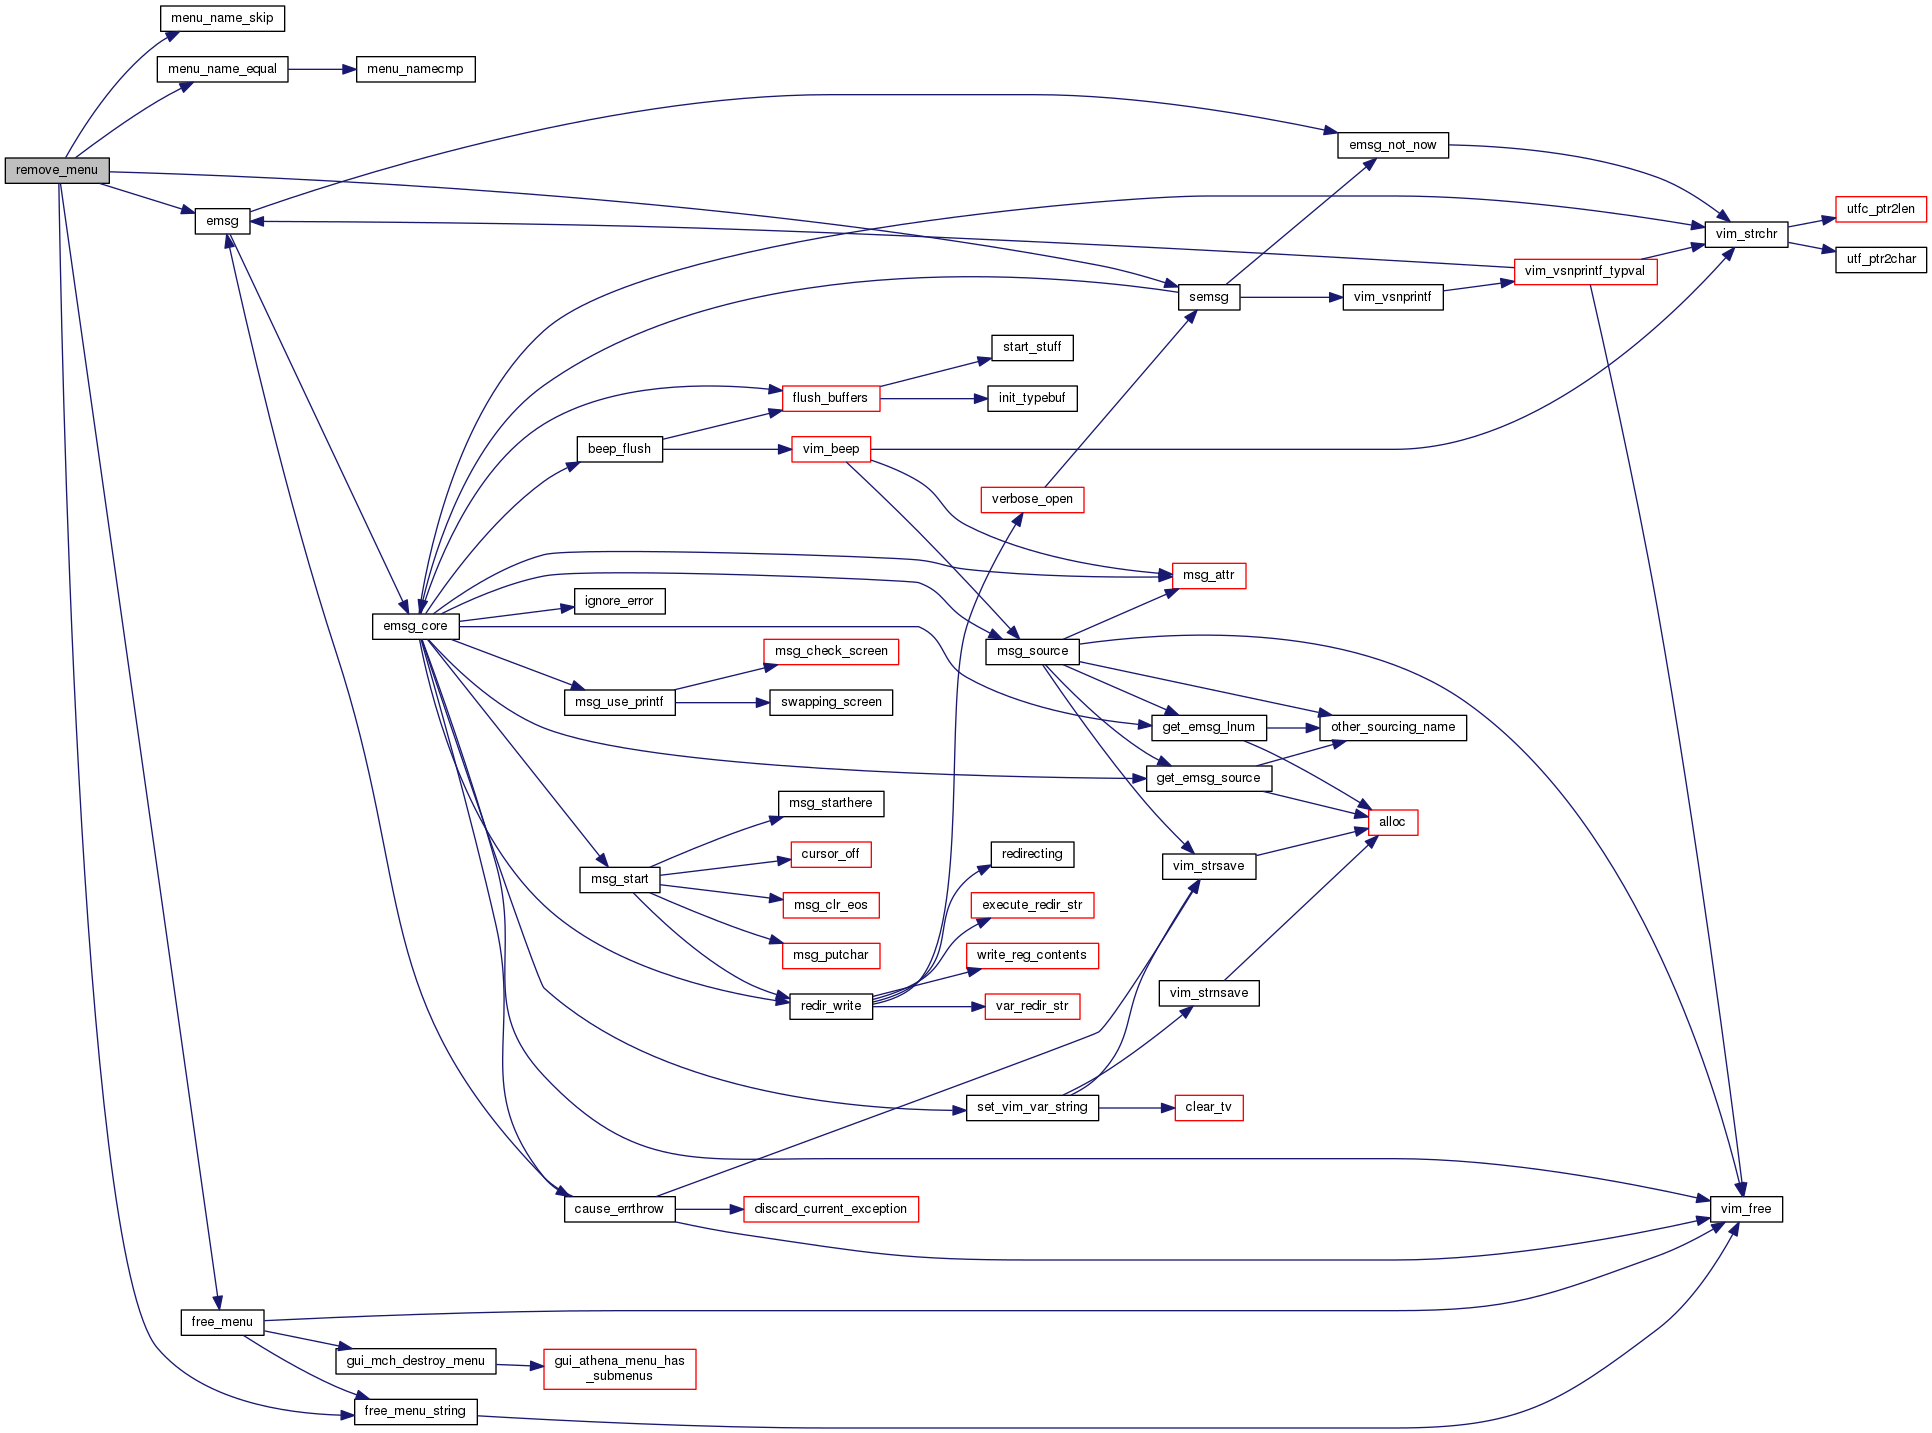 menu_name_skip
menu_name_equal
menu_namecmp
remove_menu
emsg
emsg_not_now
vim_strchr
utfc_ptr2len
utf_ptr2char
vim_vsnprintf_typval
semsg
vim_vsnprintf
start_stuff
flush_buffers
init_typebuf
beep_flush
vim_beep
verbose_open
msg_attr
ignore_error
emsg_core
msg_check_screen
msg_source
msg_use_printf
swapping_screen
get_emsg_lnum
other_sourcing_name
get_emsg_source
msg_starthere
alloc
cursor_off
redirecting
vim_strsave
msg_start
msg_clr_eos
execute_redir_str
msg_putchar
write_reg_contents
vim_strnsave
redir_write
var_redir_str
set_vim_var_string
clear_tv
cause_errthrow
discard_current_exception
vim_free
free_menu
gui_mch_destroy_menu
gui_athena_menu_has
_submenus
free_menu_string